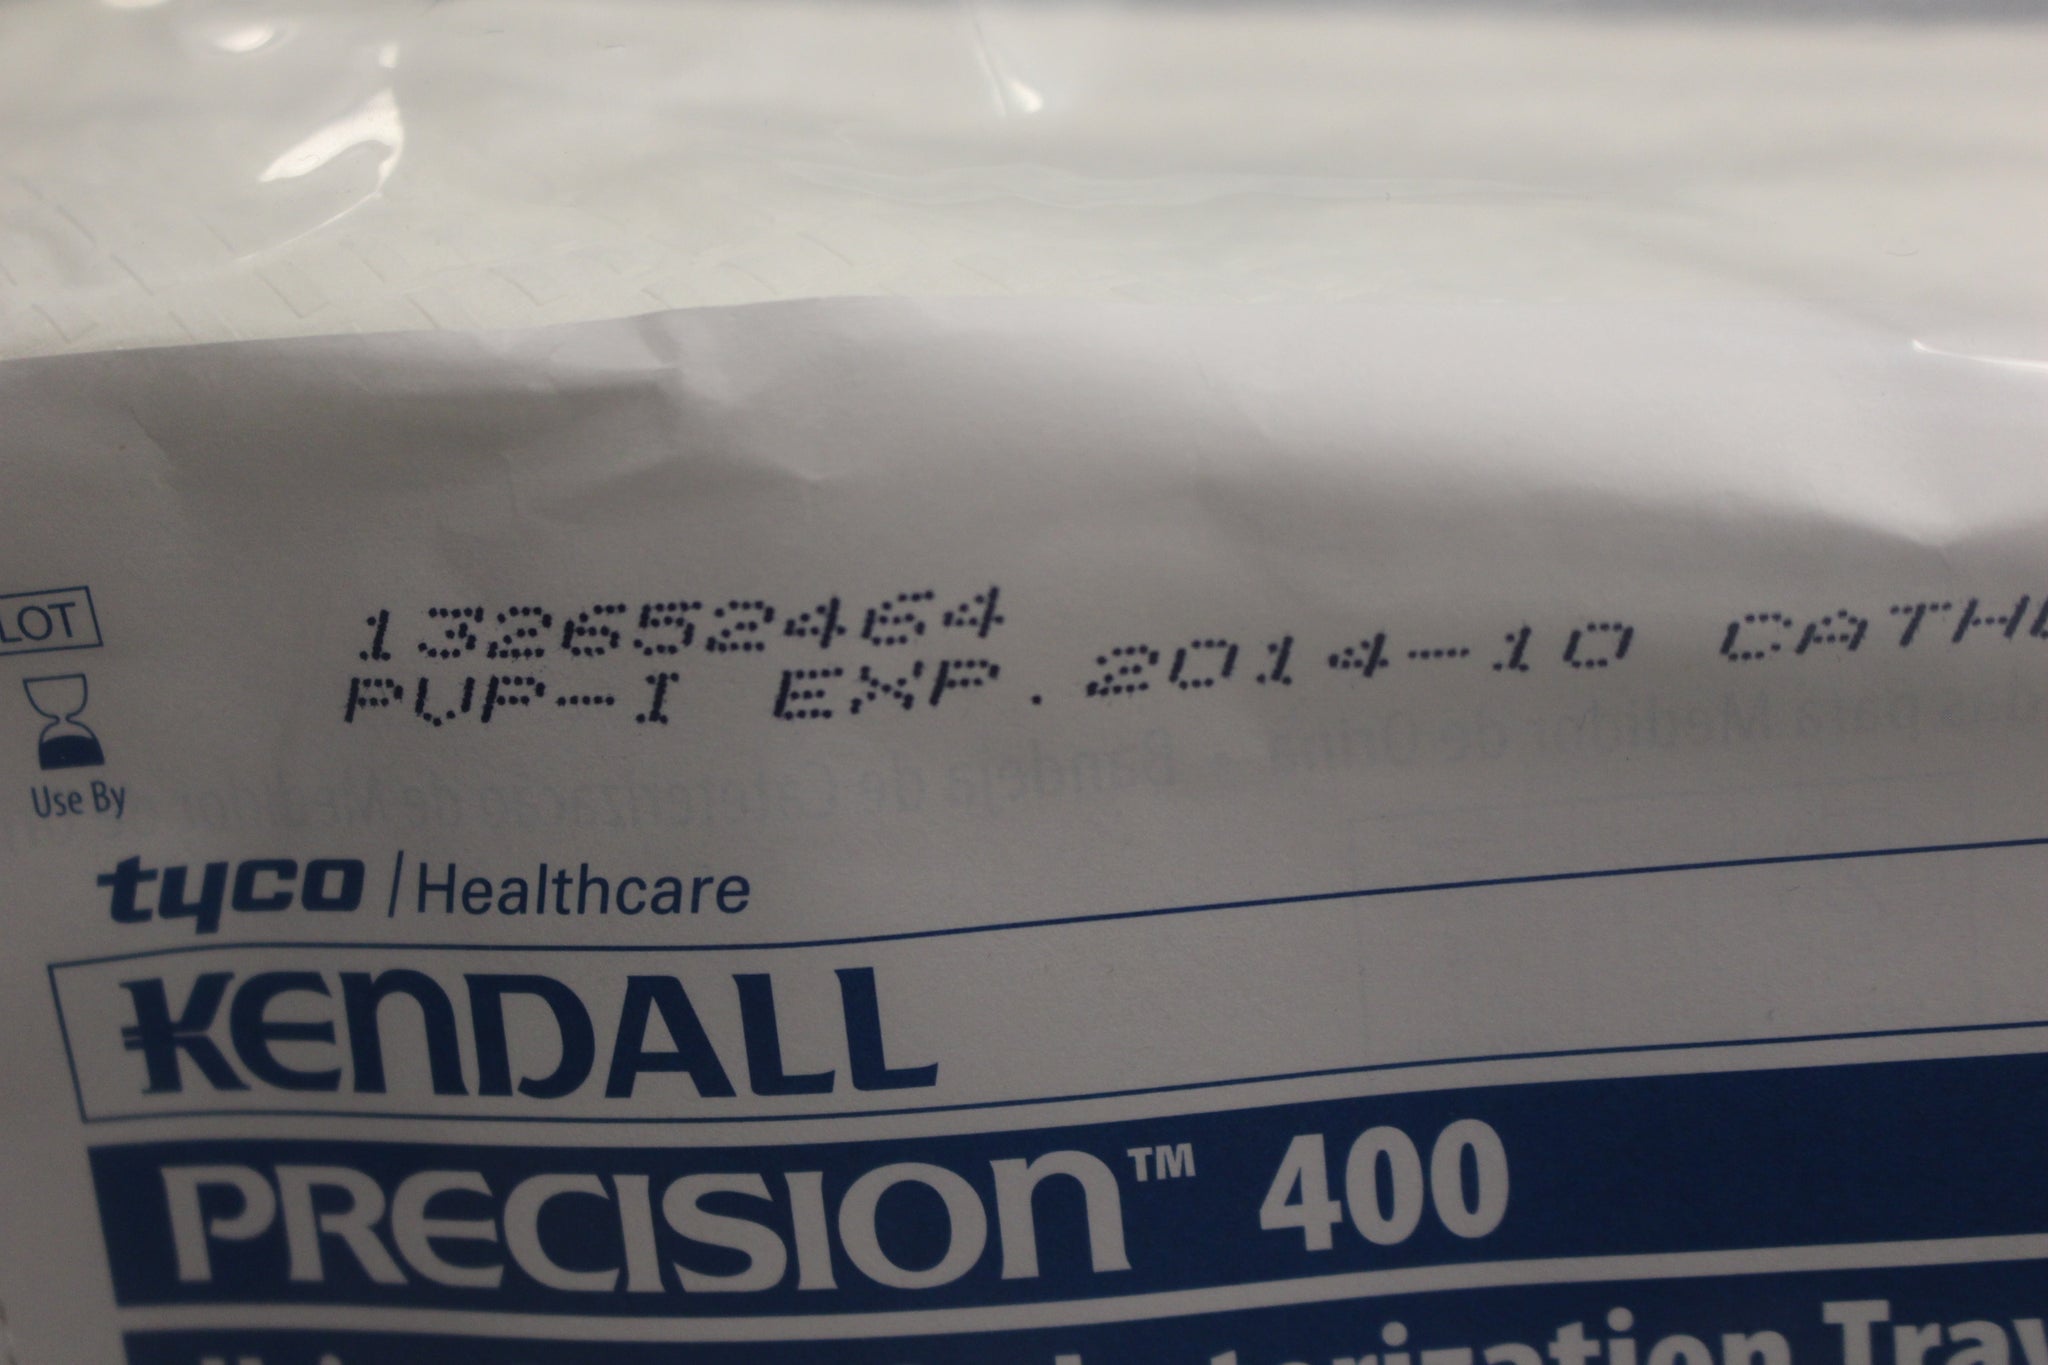 LOT
132652464
PVP-I EXP. 2014-10
Use By
tyco / Healthcare
KENDALL
PRECISION™ 400